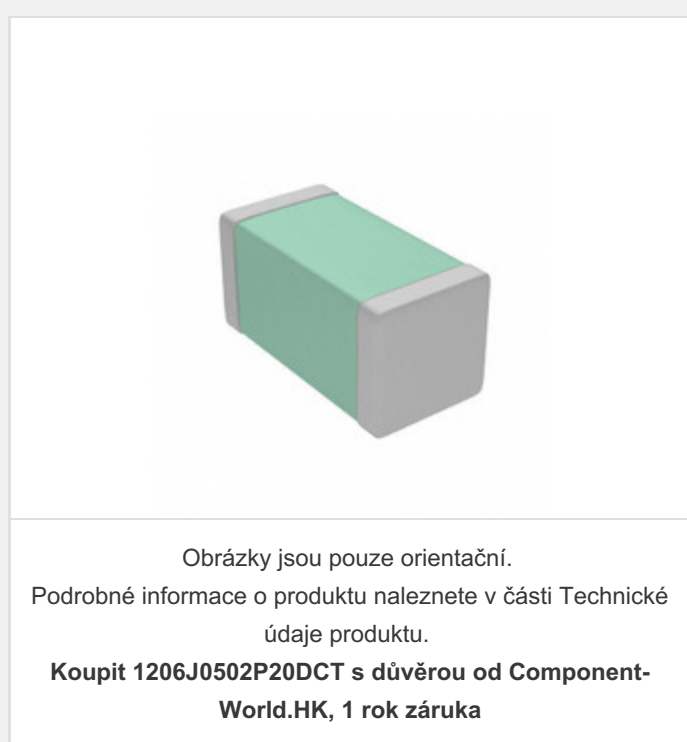 Obrázky jsou pouze orientační.
Podrobné informace o produktu naleznete v části Technické
údaje produktu.
Koupit 1206J0502P20DCT s důvěrou od Component-
World.HK, 1 rok záruka